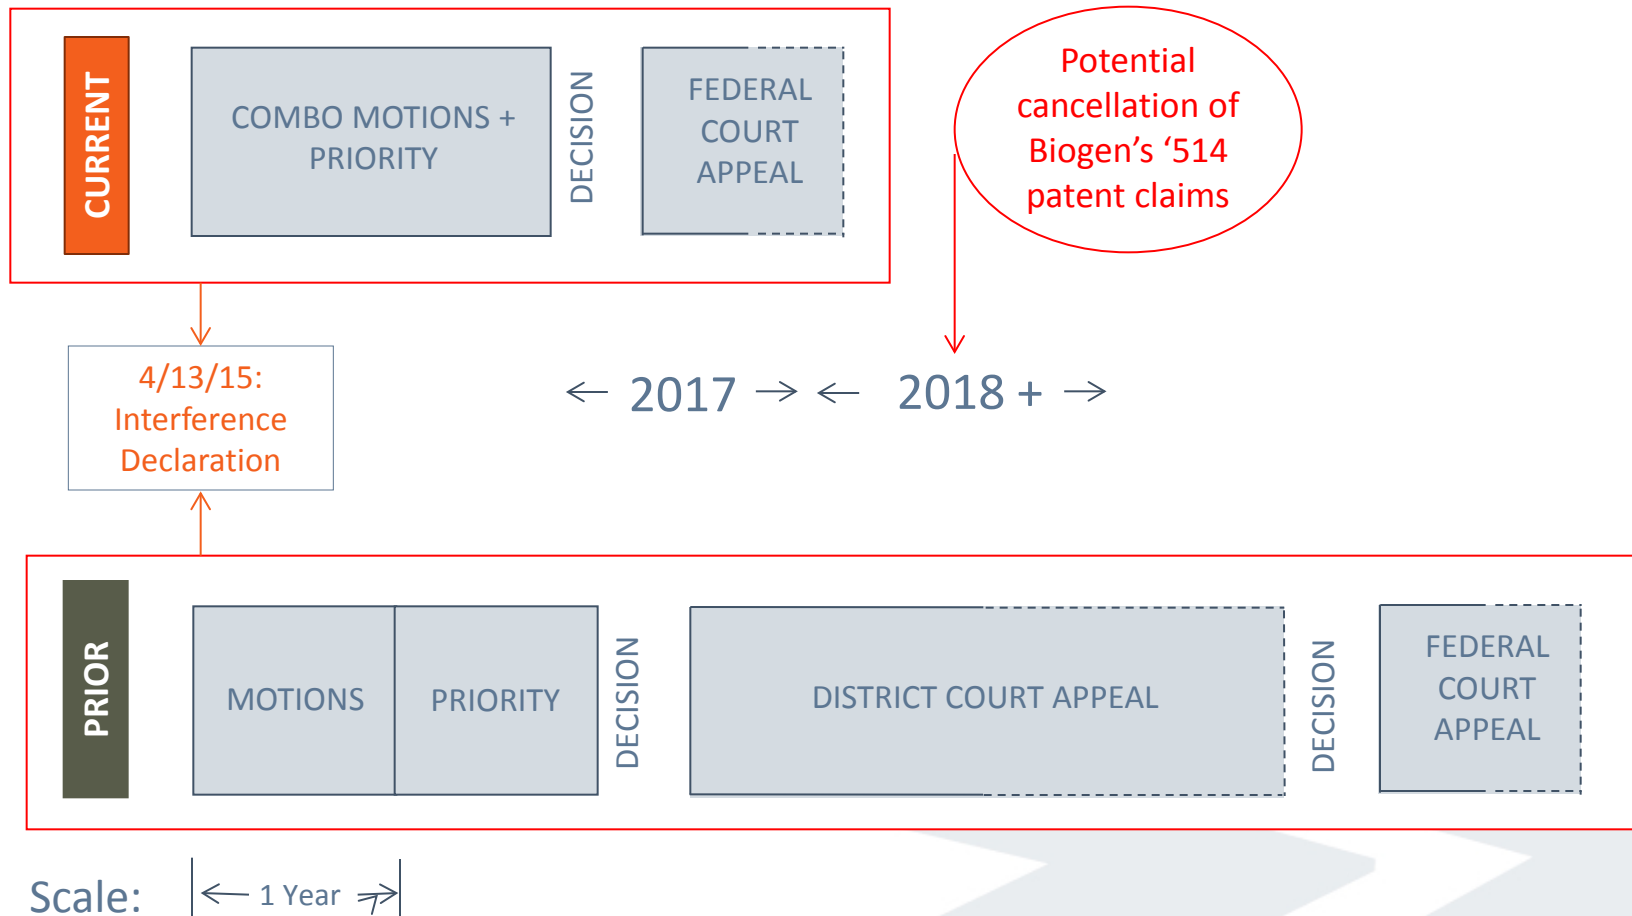 CURRENT
COMBO MOTIONS +
PRIORITY
DECISION
FEDERAL
COURT
APPEAL
Potential
cancellation of
Biogen’s ‘514
patent claims
4/13/15:
Interference
Declaration
2017
2018 +
PRIOR
MOTIONS
PRIORITY
DECISION
DISTRICT COURT APPEAL
DECISION
FEDERAL
COURT
APPEAL
Scale:
1 Year